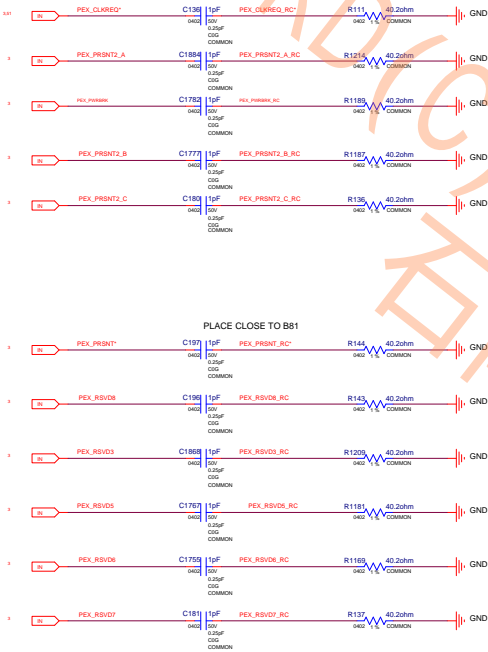 3,61 IN PEX_CLKREQ* C136 1pF PEX_CLKREQ_RC* R111 40.2ohm GND
0402 50V 0402 1% COMMON
0.25pF
C0G
COMMON
3 IN PEX_PRSNT2_A C1884 1pF PEX_PRSNT2_A_RC R1214 40.2ohm GND
0402 50V 0402 1% COMMON
0.25pF
C0G
COMMON
3 IN PEX_PWRBRK C1782 1pF PEX_PWRBRK_RC R1189 40.2ohm GND
0402 50V 0402 1% COMMON
0.25pF
C0G
COMMON
3 IN PEX_PRSNT2_B C1777 1pF PEX_PRSNT2_B_RC R1187 40.2ohm GND
0402 50V 0402 1% COMMON
0.25pF
C0G
COMMON
3 IN PEX_PRSNT2_C C180 1pF PEX_PRSNT2_C_RC R136 40.2ohm GND
0402 50V 0402 1% COMMON
0.25pF
C0G
COMMON
PLACE CLOSE TO B81
3 IN PEX_PRSNT* C197 1pF PEX_PRSNT_RC* R144 40.2ohm GND
0402 50V 0402 1% COMMON
0.25pF
C0G
COMMON
3 IN PEX_RSVD8 C196 1pF PEX_RSVD8_RC R143 40.2ohm GND
0402 50V 0402 1% COMMON
0.25pF
C0G
COMMON
3 IN PEX_RSVD3 C1868 1pF PEX_RSVD3_RC R1209 40.2ohm GND
0402 50V 0402 1% COMMON
0.25pF
C0G
COMMON
3 IN PEX_RSVD5 C1767 1pF PEX_RSVD5_RC R1181 40.2ohm GND
0402 50V 0402 1% COMMON
0.25pF
C0G
COMMON
3 IN PEX_RSVD6 C1755 1pF PEX_RSVD6_RC R1169 40.2ohm GND
0402 50V 0402 1% COMMON
0.25pF
C0G
COMMON
3 IN PEX_RSVD7 C181 1pF PEX_RSVD7_RC R137 40.2ohm GND
0402 50V 0402 1% COMMON
0.25pF
C0G
COMMON